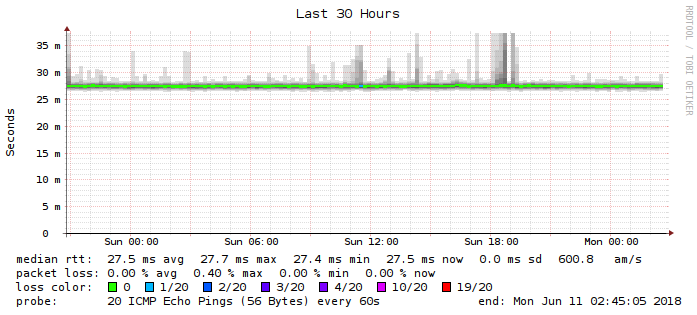 Last 30 Hours
RRDTOOL / TOBI OETIKER
Seconds
35 m
30 m
25 m
20 m
15 m
10 m
5 m
0
Sun 00:00 Sun 06:00 Sun 12:00 Sun 18:00 Mon 00:00
median rtt: 27.5 ms avg 27.7 ms max 27.4 ms min 27.5 ms now 0.0 ms sd 600.8 am/s
packet loss: 0.00 % avg 0.40 % max 0.00 % min 0.00 % now
loss color: 0 1/20 2/20 3/20 4/20 10/20 19/20
probe: 20 ICMP Echo Pings (56 Bytes) every 60s end: Mon Jun 11 02:45:05 2018